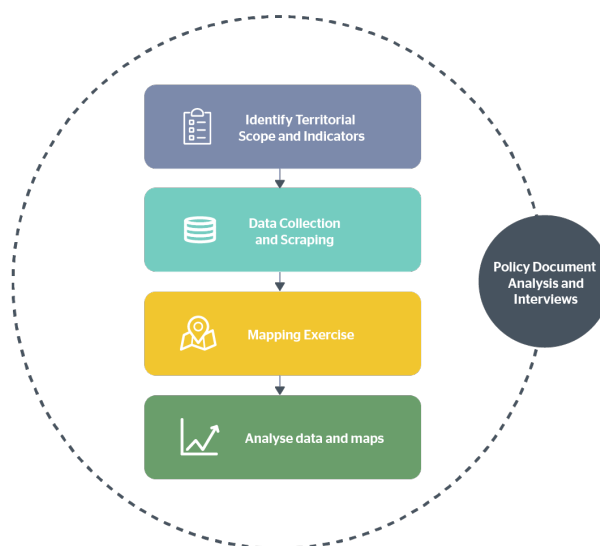 Identify Territorial
Scope and Indicators
Data Collection
and Scraping
Policy Document
Analysis and
Interviews
Mapping Exercise
Analyse data and maps